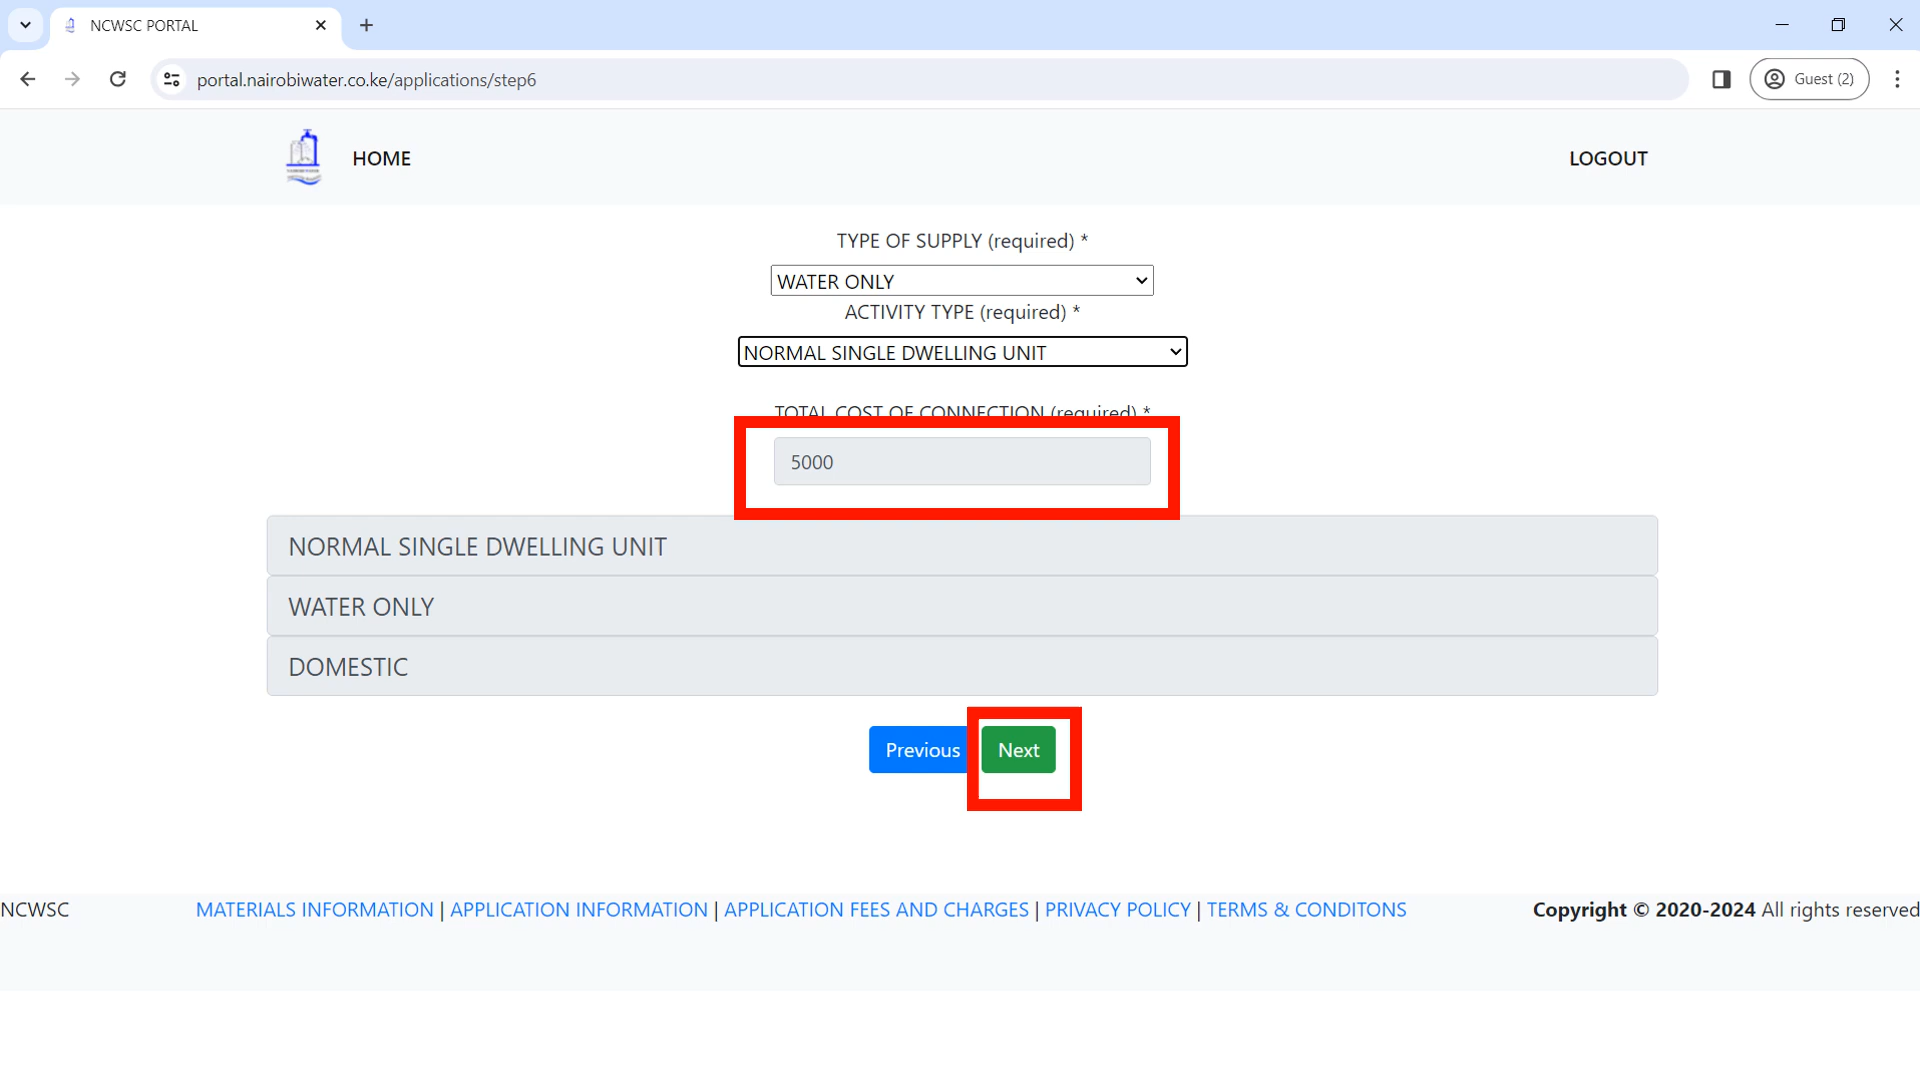 NCWSC PORTAL
portal.nairobiwater.co.ke/applications/step6
Guest (2)
HOME
LOGOUT
TYPE OF SUPPLY (required) *
WATER ONLY
ACTIVITY TYPE (required) *
NORMAL SINGLE DWELLING UNIT
TOTAL COST OF CONNECTION (required) *
5000
NORMAL SINGLE DWELLING UNIT
WATER ONLY
DOMESTIC
Previous Next
NCWSC MATERIALS INFORMATION | APPLICATION INFORMATION | APPLICATION FEES AND CHARGES | PRIVACY POLICY | TERMS & CONDITONS Copyright © 2020-2024 All rights reserved